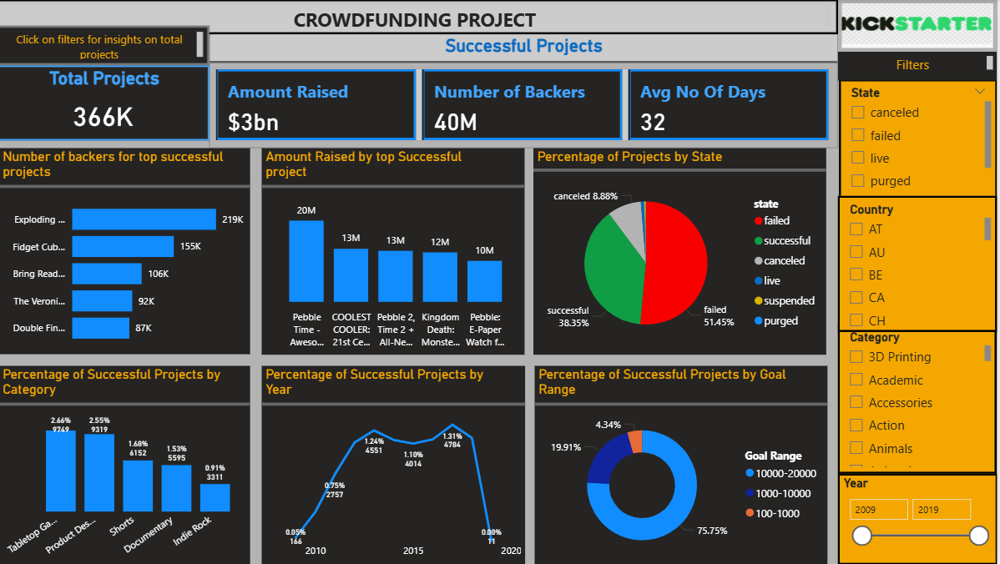 CROWDFUNDING PROJECT
KICKSTARTER
Click on filters for insights on total
projects
Successful Projects
Filters
Total Projects
366K
Amount Raised
$3bn
Number of Backers
40M
Avg No Of Days
32
State
canceled
failed
live
purged
Number of backers for top successful
projects
Exploding ...
219K
Fidget Cub...
155K
Bring Read...
106K
The Veroni...
92K
Double Fin...
87K
Amount Raised by top Successful
project
20M
13M
13M
12M
10M
Pebble
Time -
Aweso...
COOLEST
COOLER:
21st Ce...
Pebble 2,
Time 2 +
All-Ne...
Kingdom
Death:
Monste...
Pebble:
E-Paper
Watch f...
Percentage of Projects by State
canceled 8.88%
successful
38.35%
failed
51.45%
state
failed
successful
canceled
live
suspended
purged
Country
AT
AU
BE
CA
CH
Percentage of Successful Projects by
Category
2.66%
9749
2.55%
9319
1.68%
6152
1.53%
5595
0.91%
3311
Tabletop Ga...
Product Des...
Shorts
Documentary
Indie Rock
Percentage of Successful Projects by
Year
0.05%
166
0.75%
2757
1.24%
4551
1.10%
4014
1.31%
4784
0.00%
11
2010
2015
2020
Percentage of Successful Projects by Goal
Range
4.34%
19.91%
75.75%
Goal Range
10000-20000
1000-10000
100-1000
Category
3D Printing
Academic
Accessories
Action
Animals
Year
2009
2019